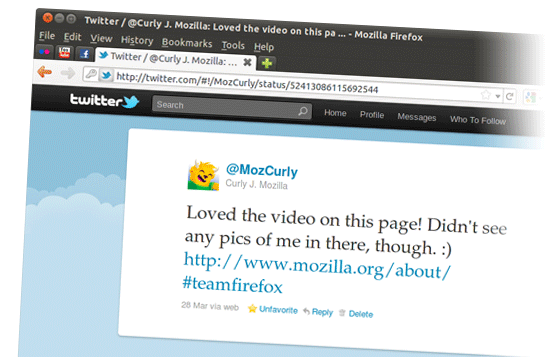 Twitter / @Curly J. Mozilla: Loved the video on this pa ... - Mozilla Firefox
File Edit View History Bookmarks Tools Help
Twitter / @Curly J. Mozilla: ...
http://twitter.com/#!/MozCurly/status/52413086115692544
twitter Search Home Profile Messages Who To Follow
@MozCurly
Curly J. Mozilla
Loved the video on this page! Didn't see
any pics of me in there, though. :)
http://www.mozilla.org/about/
#teamfirefox
28 Mar via web Unfavorite Reply Delete